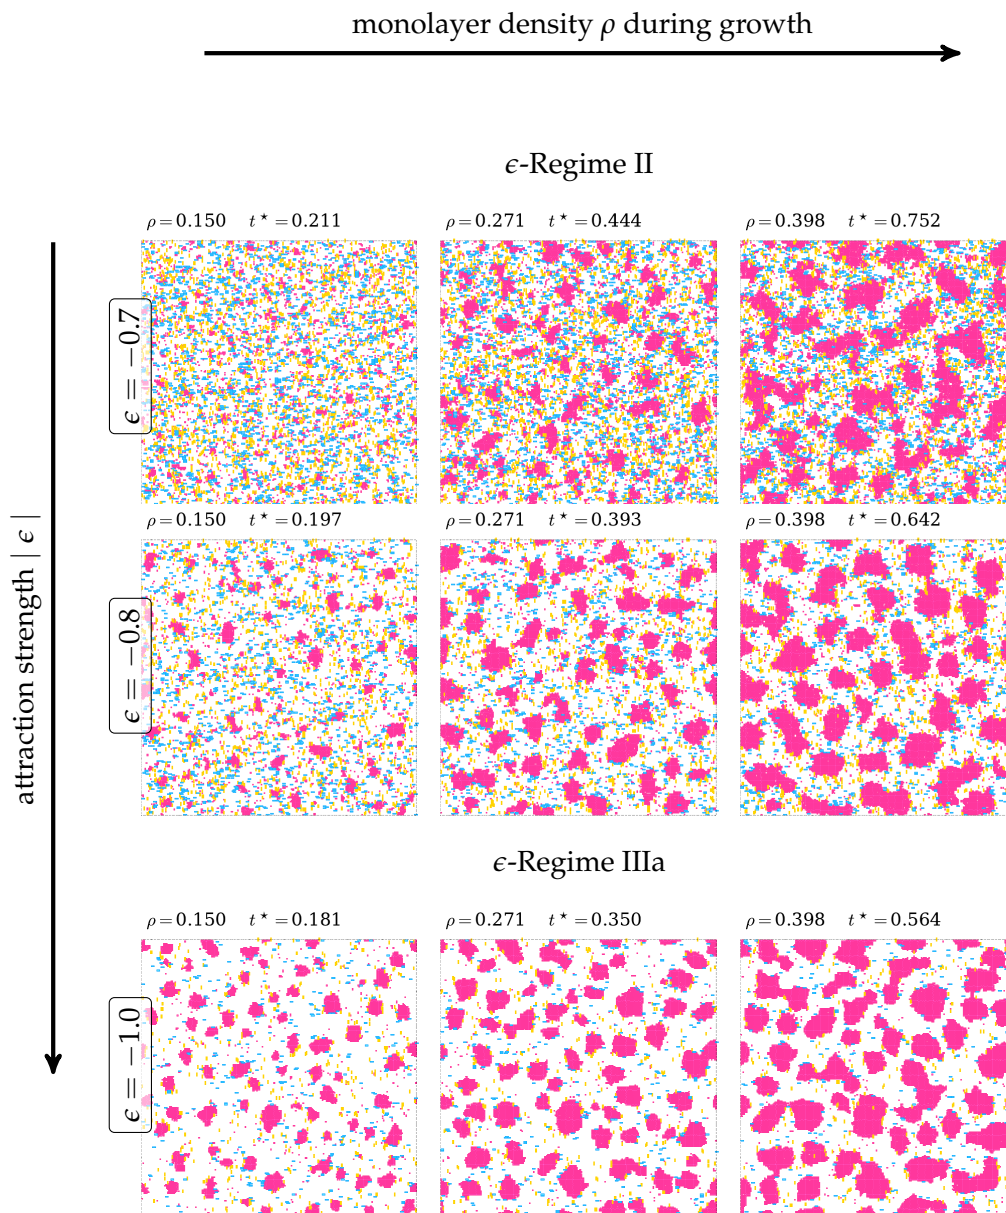 monolayer density ρ during growth
ϵ-Regime II
ρ = 0.150 t⋆ = 0.211
ρ = 0.271 t⋆ = 0.444
ρ = 0.398 t⋆ = 0.752
ϵ = −0.7
ρ = 0.150 t⋆ = 0.197
ρ = 0.271 t⋆ = 0.393
ρ = 0.398 t⋆ = 0.642
attraction strength | ϵ |
ϵ = −0.8
ϵ-Regime IIIa
ρ = 0.150 t⋆ = 0.181
ρ = 0.271 t⋆ = 0.350
ρ = 0.398 t⋆ = 0.564
ϵ = −1.0